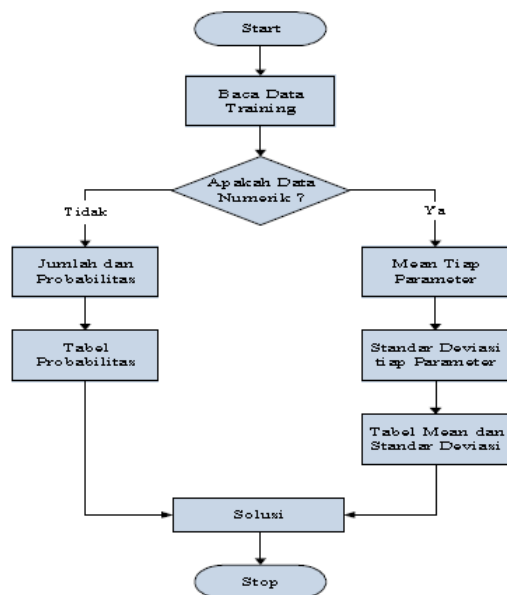 Start
Baca Data
Training
Apakah Data
Numerik ?
Tidak
Ya
Jumlah dan
Probabilitas
Mean Tiap
Parameter
Tabel
Probabilitas
Standar Deviasi
tiap Parameter
Tabel Mean dan
Standar Deviasi
Solusi
Stop